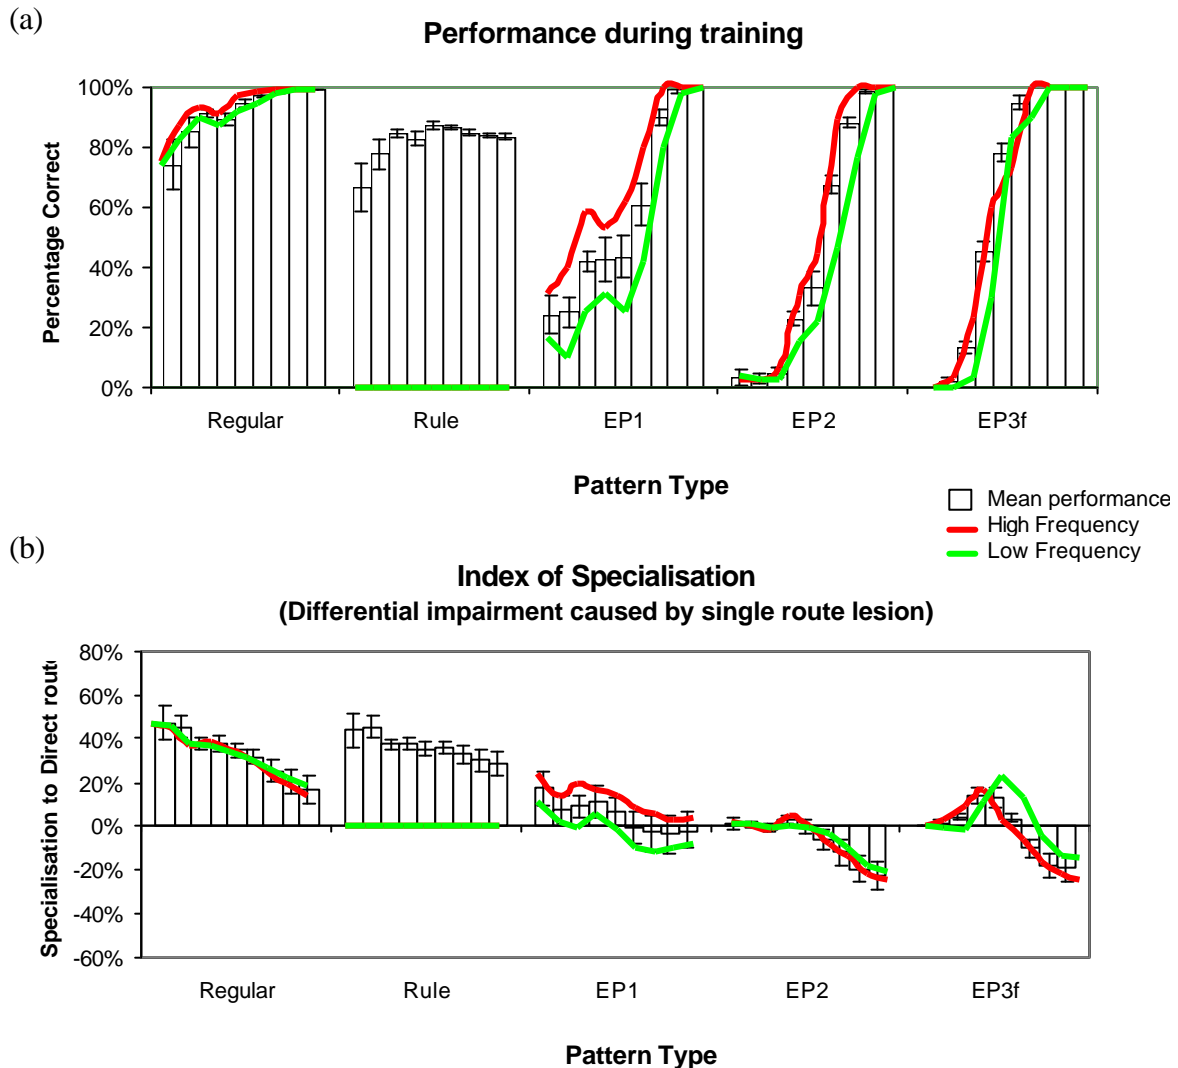 (a)
Performance during training
100%
80%
60%
40%
20%
0%
Percentage Correct
Regular
Rule
EP1
EP2
EP3f
Pattern Type
Mean performance
High Frequency
Low Frequency
(b)
Index of Specialisation
(Differential impairment caused by single route lesion)
80%
60%
40%
20%
0%
-20%
-40%
-60%
Specialisation to Direct route
Regular
Rule
EP1
EP2
EP3f
Pattern Type